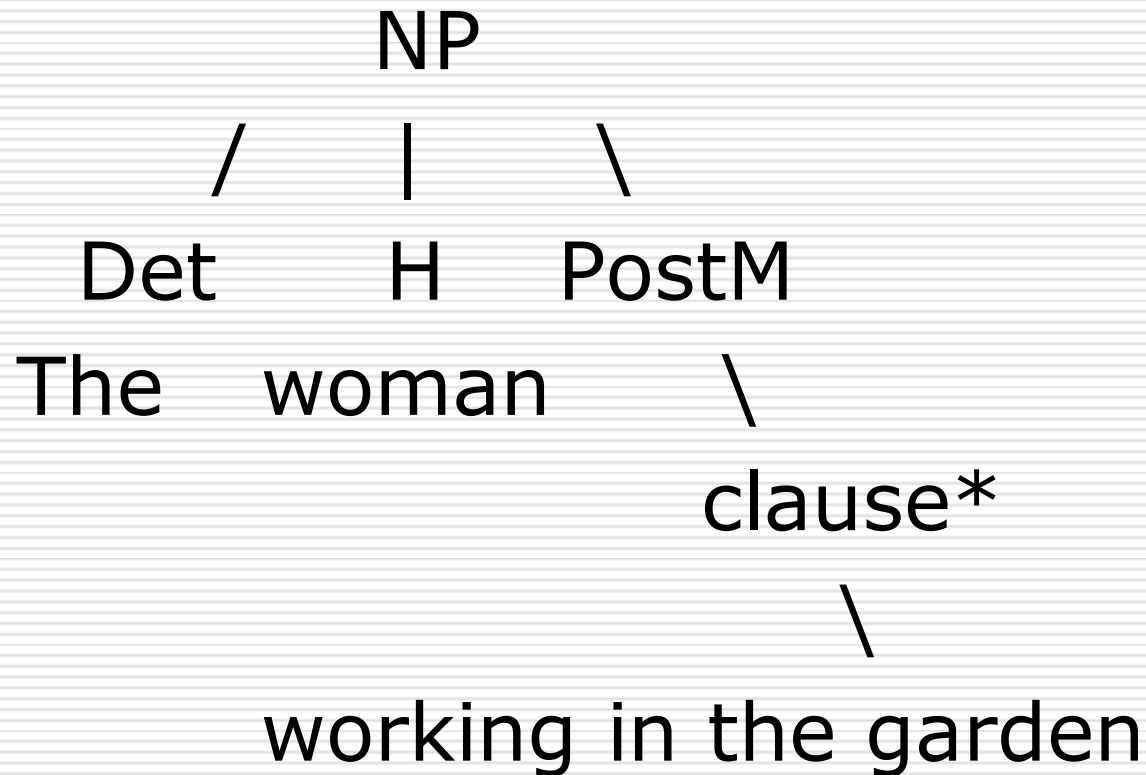 NP
/ | \
Det H PostM
The woman \
clause*
\
working in the garden